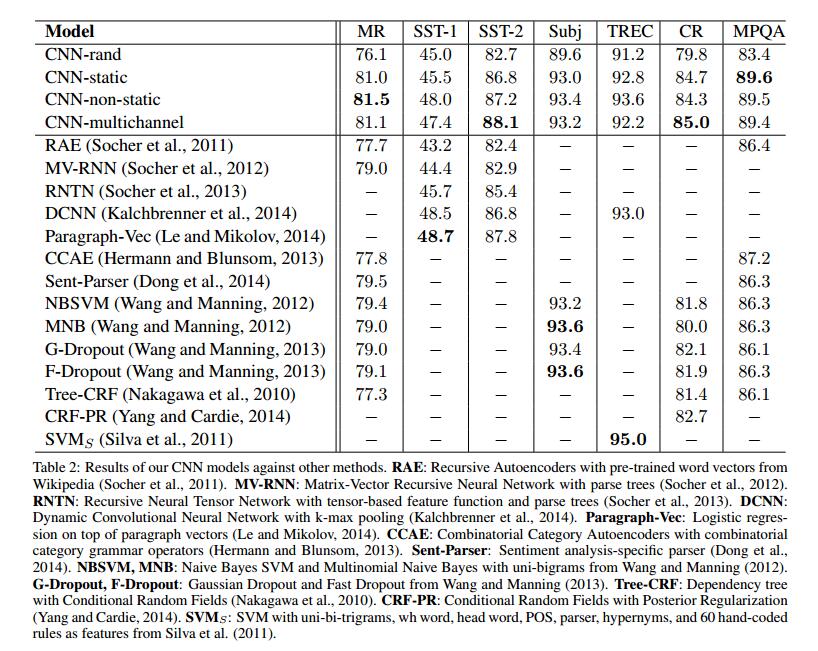 Model MR SST-1 SST-2 Subj TREC CR MPQA
CNN-rand 76.1 45.0 82.7 89.6 91.2 79.8 83.4
CNN-static 81.0 45.5 86.8 93.0 92.8 84.7 89.6
CNN-non-static 81.5 48.0 87.2 93.4 93.6 84.3 89.5
CNN-multichannel 81.1 47.4 88.1 93.2 92.2 85.0 89.4
RAE (Socher et al., 2011) 77.7 43.2 82.4 – – – 86.4
MV-RNN (Socher et al., 2012) 79.0 44.4 82.9 – – – –
RNTN (Socher et al., 2013) – 45.7 85.4 – – – –
DCNN (Kalchbrenner et al., 2014) – 48.5 86.8 – 93.0 – –
Paragraph-Vec (Le and Mikolov, 2014) – 48.7 87.8 – – – –
CCAE (Hermann and Blunsom, 2013) 77.8 – – – – – 87.2
Sent-Parser (Dong et al., 2014) 79.5 – – – – – 86.3
NBSVM (Wang and Manning, 2012) 79.4 – – 93.2 – 81.8 86.3
MNB (Wang and Manning, 2012) 79.0 – – 93.6 – 80.0 86.3
G-Dropout (Wang and Manning, 2013) 79.0 – – 93.4 – 82.1 86.1
F-Dropout (Wang and Manning, 2013) 79.1 – – 93.6 – 81.9 86.3
Tree-CRF (Nakagawa et al., 2010) 77.3 – – – – 81.4 86.1
CRF-PR (Yang and Cardie, 2014) – – – – – 82.7 –
SVMS (Silva et al., 2011) – – – – 95.0 – –
Table 2: Results of our CNN models against other methods. RAE: Recursive Autoencoders with pre-trained word vectors from
Wikipedia (Socher et al., 2011). MV-RNN: Matrix-Vector Recursive Neural Network with parse trees (Socher et al., 2012).
RNTN: Recursive Neural Tensor Network with tensor-based feature function and parse trees (Socher et al., 2013). DCNN:
Dynamic Convolutional Neural Network with k-max pooling (Kalchbrenner et al., 2014). Paragraph-Vec: Logistic regres-
sion on top of paragraph vectors (Le and Mikolov, 2014). CCAE: Combinatorial Category Autoencoders with combinatorial
category grammar operators (Hermann and Blunsom, 2013). Sent-Parser: Sentiment analysis-specific parser (Dong et al.,
2014). NBSVM, MNB: Naive Bayes SVM and Multinomial Naive Bayes with uni-bigrams from Wang and Manning (2012).
G-Dropout, F-Dropout: Gaussian Dropout and Fast Dropout from Wang and Manning (2013). Tree-CRF: Dependency tree
with Conditional Random Fields (Nakagawa et al., 2010). CRF-PR: Conditional Random Fields with Posterior Regularization
(Yang and Cardie, 2014). SVMS: SVM with uni-bi-trigrams, wh word, head word, POS, parser, hypernyms, and 60 hand-coded
rules as features from Silva et al. (2011).